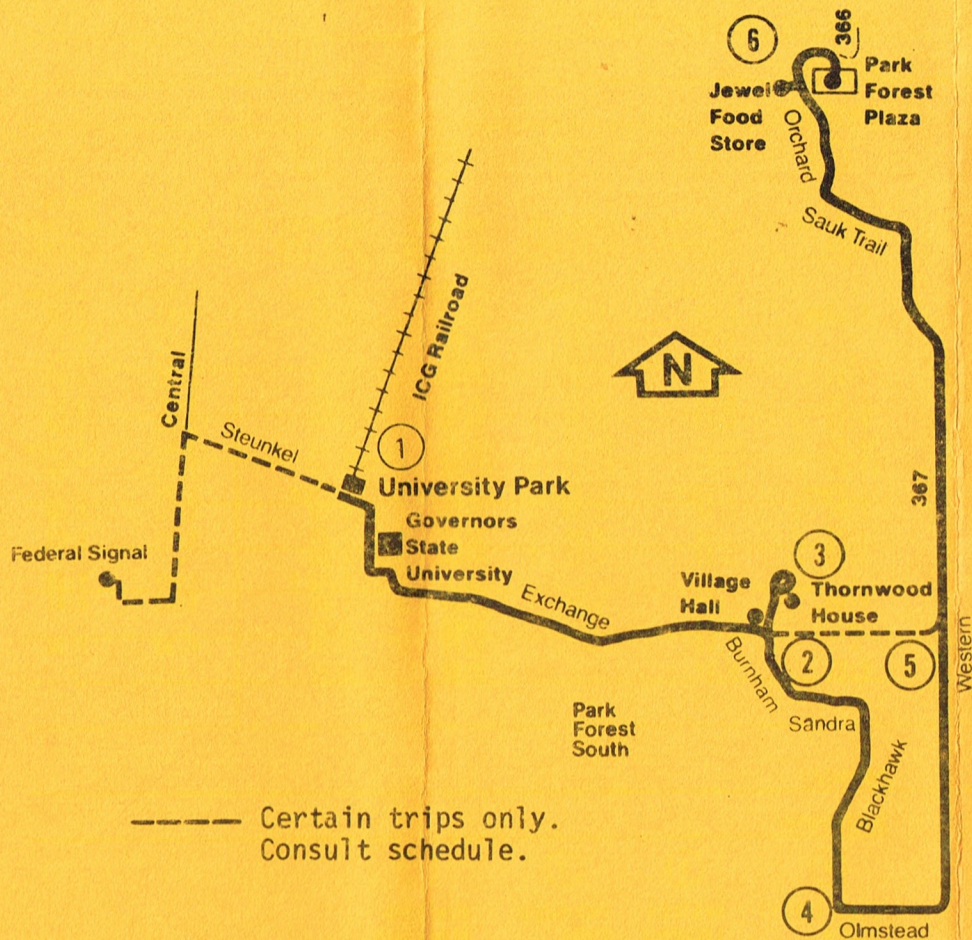 6
366
Park
Forest
Plaza
Jewel
Food
Store
Orchard
Sauk Trail
ICG Railroad
N
Central
Steunkel
1
University Park
367
Governors
State
University
Federal Signal
3
Village
Hall
Thornwood
House
Exchange
2
5
Western
Burnham
Park
Forest
South
Sandra
Blackhawk
Certain trips only.
Consult schedule.
4
Olmstead